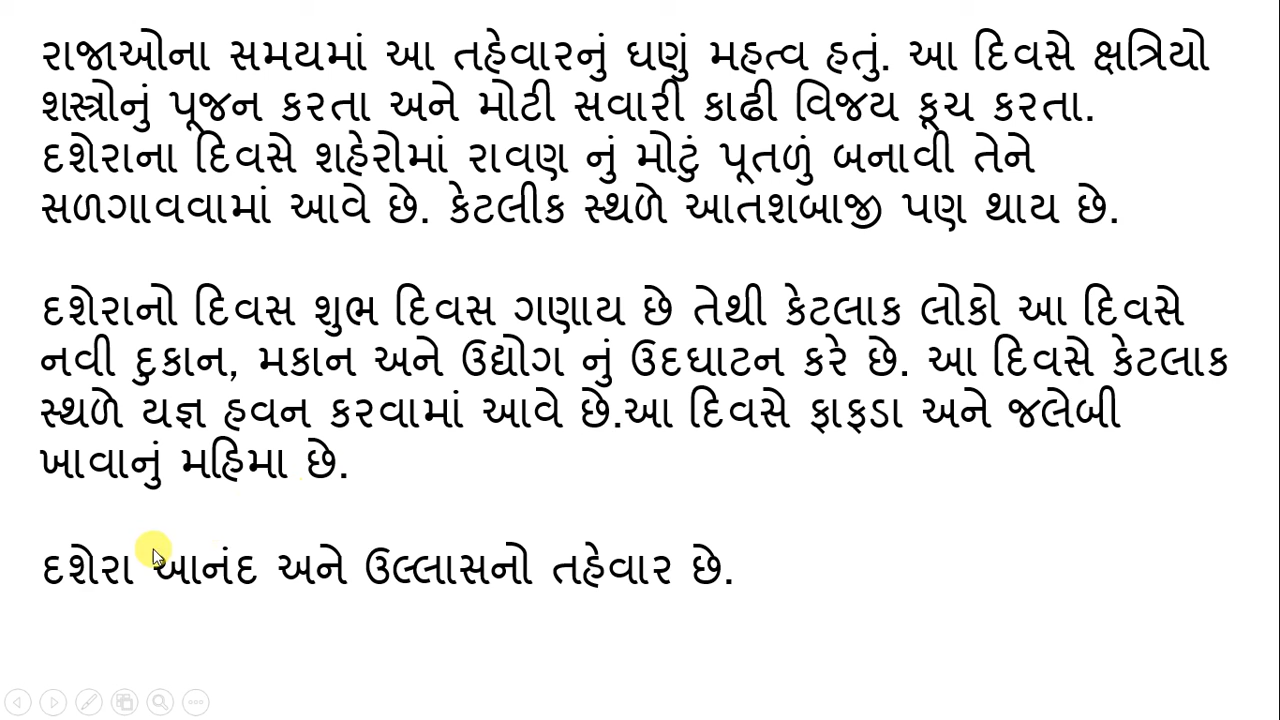 રાજાઓના સમયમાં આ તહેવારનું ઘણું મહત્વ હતું. આ દિવસે ક્ષત્રિયો
શસ્ત્રોનું પૂજન કરતા અને મોટી સવારી કાઢી વિજય કૂચ કરતા.
દશેરાના દિવસે શહેરોમાં રાવણ નું મોટું પૂતળું બનાવી તેને
સળગાવવામાં આવે છે. કેટલીક સ્થળે આતશબાજી પણ થાય છે.
દશેરાનો દિવસ શુભ દિવસ ગણાય છે તેથી કેટલાક લોકો આ દિવસે
નવી દુકાન, મકાન અને ઉદ્યોગ નું ઉદઘાટન કરે છે. આ દિવસે કેટલાક
સ્થળે યજ્ઞ હવન કરવામાં આવે છે.આ દિવસે ફાફડા અને જલેબી
ખાવાનું મહિમા છે.
દશેરા આનંદ અને ઉલ્લાસનો તહેવાર છે.